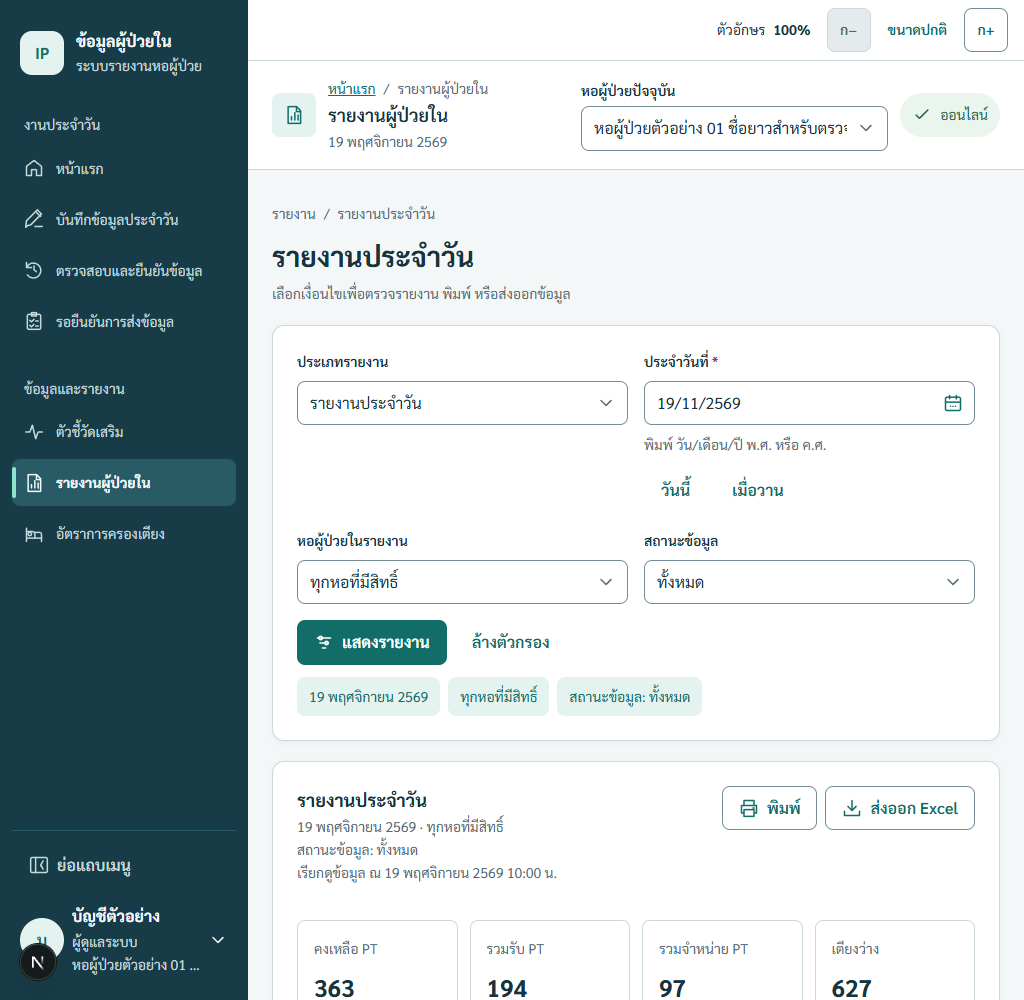 IP
ข้อมูลผู้ป่วยใน
ระบบรายงานหอผู้ป่วย
งานประจำวัน
หน้าแรก
บันทึกข้อมูลประจำวัน
ตรวจสอบและยืนยันข้อมูล
รอยืนยันการส่งข้อมูล
ข้อมูลและรายงาน
ตัวชี้วัดเสริม
รายงานผู้ป่วยใน
อัตราการครองเตียง
ย่อแถบเมนู
บัญชีตัวอย่าง
ผู้ดูแลระบบ
หอผู้ป่วยตัวอย่าง 01 ...
N
ตัวอักษร 100% ก− ขนาดปกติ ก+
หน้าแรก / รายงานผู้ป่วยใน
รายงานผู้ป่วยใน
19 พฤศจิกายน 2569
หอผู้ป่วยปัจจุบัน
หอผู้ป่วยตัวอย่าง 01 ชื่อยาวสำหรับตรวจ
ออนไลน์
รายงาน / รายงานประจำวัน
รายงานประจำวัน
เลือกเงื่อนไขเพื่อตรวจรายงาน พิมพ์ หรือส่งออกข้อมูล
ประเภทรายงาน
รายงานประจำวัน
ประจำวันที่ *
19/11/2569
พิมพ์ วัน/เดือน/ปี พ.ศ. หรือ ค.ศ.
วันนี้ เมื่อวาน
หอผู้ป่วยในรายงาน
ทุกหอที่มีสิทธิ์
สถานะข้อมูล
ทั้งหมด
แสดงรายงาน ล้างตัวกรอง
19 พฤศจิกายน 2569 ทุกหอที่มีสิทธิ์ สถานะข้อมูล: ทั้งหมด
รายงานประจำวัน
19 พฤศจิกายน 2569 · ทุกหอที่มีสิทธิ์
สถานะข้อมูล: ทั้งหมด
เรียกดูข้อมูล ณ 19 พฤศจิกายน 2569 10:00 น.
พิมพ์ ส่งออก Excel
คงเหลือ PT
363
รวมรับ PT
194
รวมจำหน่าย PT
97
เตียงว่าง
627